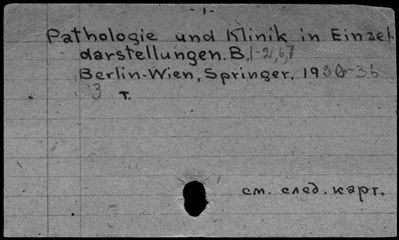 - 1 -
Pathologie und Klinik in Einzel
darstellungen. B. 1-2,6,7
Berlin-Wien, Springer, 1930-36
3 т.
см. след. карт.